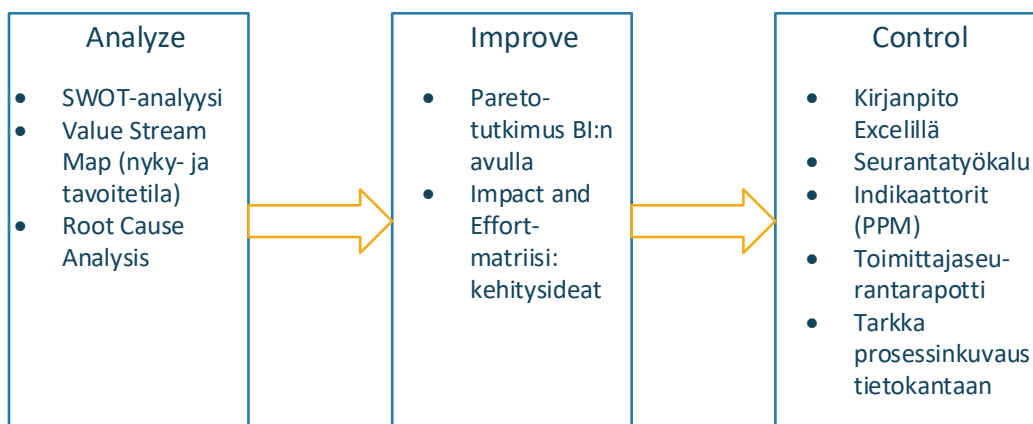 Analyze
• SWOT-analyysi
• Value Stream
Map (nyky- ja
tavoitetila)
• Root Cause
Analysis
Improve
• Pareto-
tutkimus BI:n
avulla
• Impact and
Effort-
matriisi:
kehitysideat
Control
• Kirjanpito
Excelillä
• Seurantatyökalu
• Indikaattorit
(PPM)
• Toimittajaseu-
rantarapotti
• Tarkka
prosessinkuvaus
tietokantaan